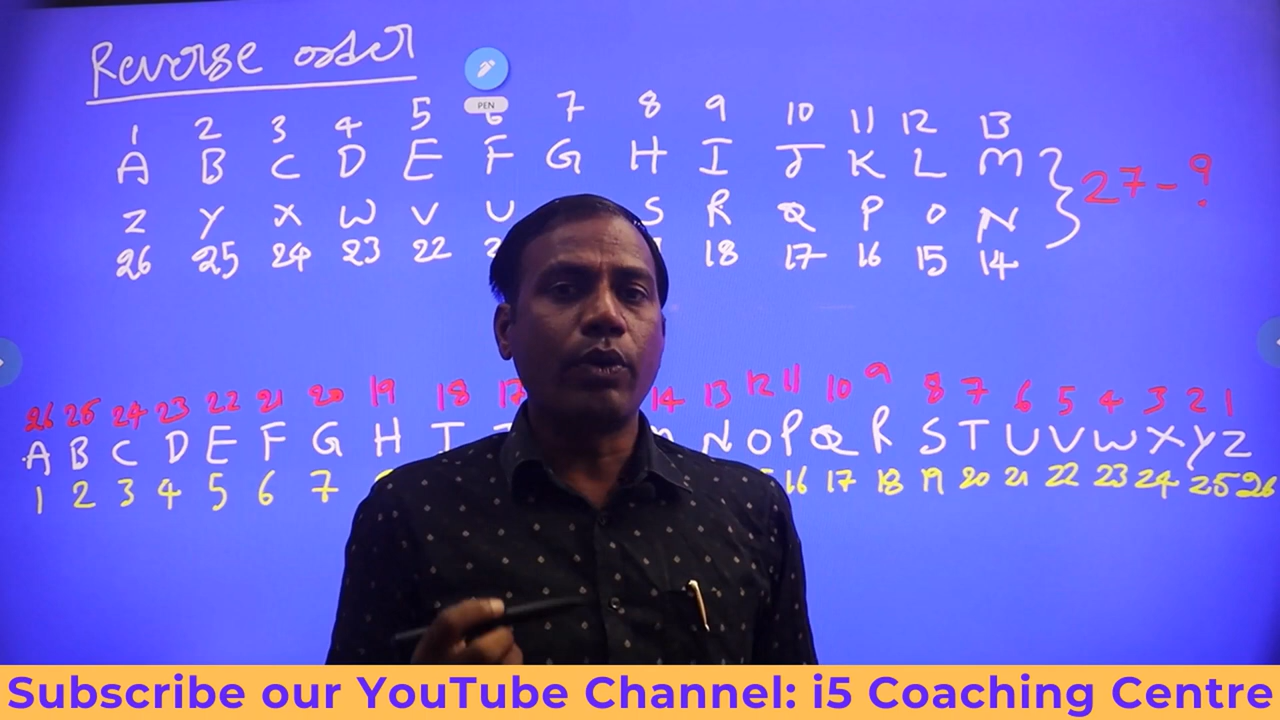 Reverse order
PEN
1 2 3 4 5 6 7 8 9 10 11 12 13
A B C D E F G H I J K L M
27 - ?
Z Y X W V U S R Q P O N
26 25 24 23 22 18 17 16 15 14
26 25 24 23 22 21 20 19 18 17 14 13 12 11 10 9 8 7 6 5 4 3 2 1
A B C D E F G H I N O P Q R S T U V W X Y Z
1 2 3 4 5 6 7 16 17 18 19 20 21 22 23 24 25 26
Subscribe our YouTube Channel: i5 Coaching Centre